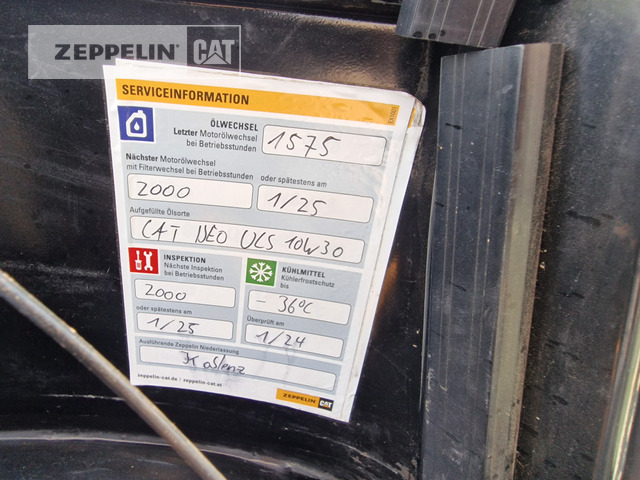 ZEPPELIN CAT
SERVICEINFORMATION
ÖLWECHSEL
Letzter Motorölwechsel
bei Betriebsstunden
1575
Nächster Motorölwechsel
mit Filterwechsel bei Betriebsstunden
oder spätestens am
2000
1/25
Aufgefüllte Ölsorte
CAT DEO ULS 10W30
INSPEKTION
Nächste Inspektion
bei Betriebsstunden
KÜHLMITTEL
Kühlerfrostschutz
bis
2000
- 36°C
oder spätestens am
Überprüft am
1/25
1/24
Ausführende Zeppelin Niederlassung
Koblenz
zeppelin-cat.de / zeppelin-cat.at
ZEPPELIN CAT